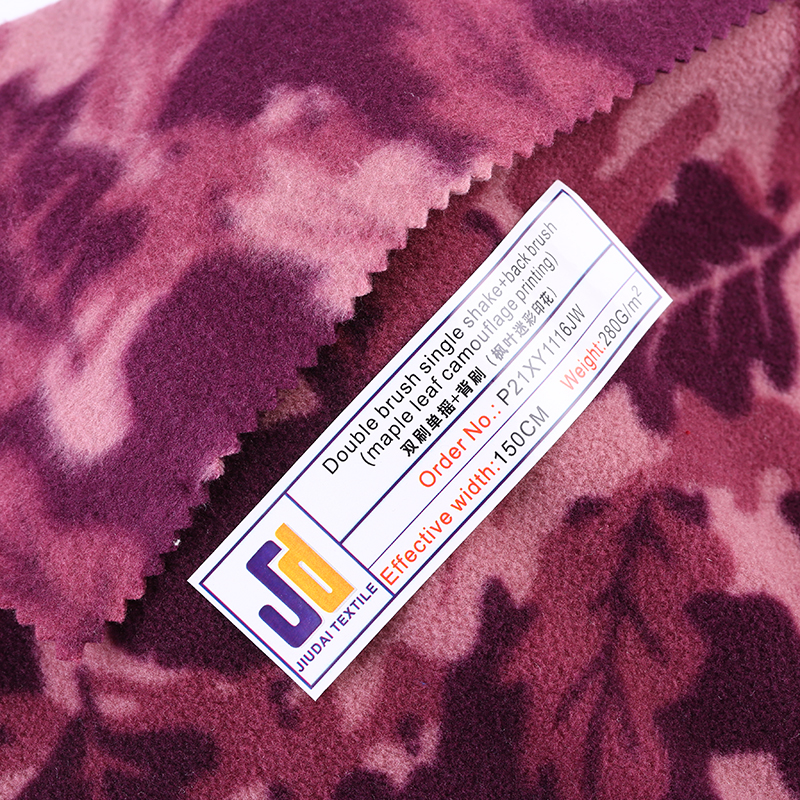 Double brush single shake+back brush
(maple leaf camouflage printing)
双刷单摇+背刷（枫叶迷彩印花）
Order No.: P21XY1116JW
Effective width:150CM Weight:280G/m²
Jd
JIUDAI TEXTILE